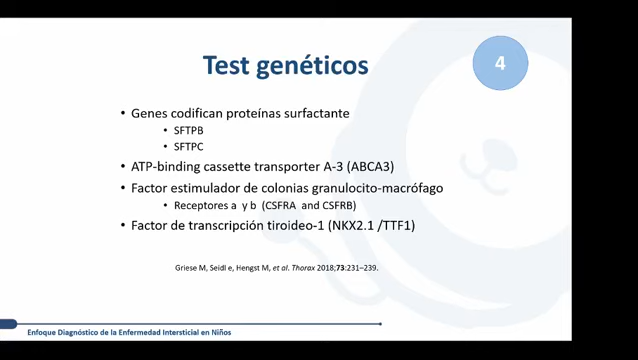 Test genéticos
4
• Genes codifican proteínas surfactante
• SFTPB
• SFTPC
• ATP-binding cassette transporter A-3 (ABCA3)
• Factor estimulador de colonias granulocito-macrófago
• Receptores a y b (CSFRA and CSFRB)
• Factor de transcripción tiroideo-1 (NKX2.1 /TTF1)
Griese M, Seidl e, Hengst M, et al. Thorax 2018;73:231–239.
Enfoque Diagnóstico de la Enfermedad Intersticial en Niños